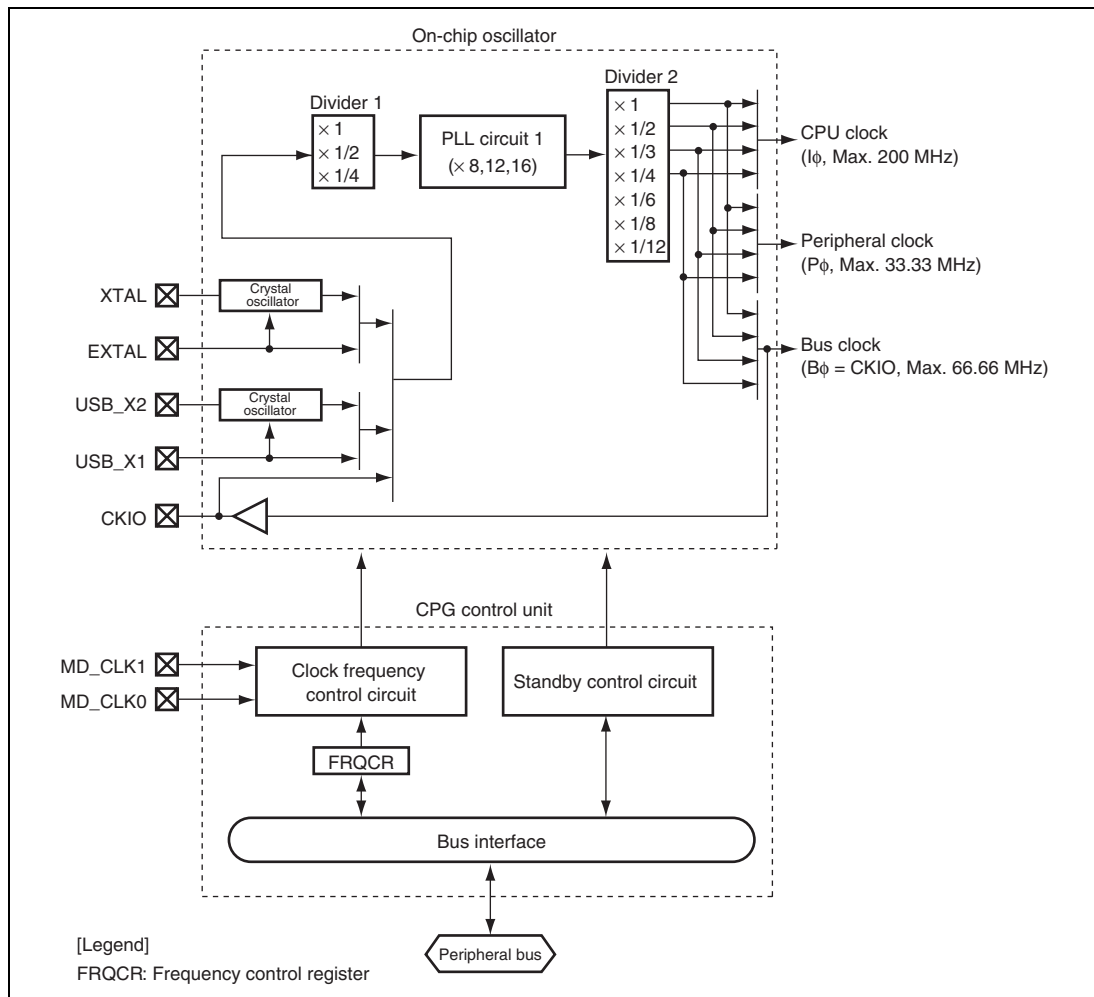 On-chip oscillator
Divider 1
× 1
× 1/2
× 1/4
PLL circuit 1
(× 8,12,16)
Divider 2
× 1
× 1/2
× 1/3
× 1/4
× 1/6
× 1/8
× 1/12
CPU clock
(Iϕ, Max. 200 MHz)
Peripheral clock
(Pϕ, Max. 33.33 MHz)
Bus clock
(Bϕ = CKIO, Max. 66.66 MHz)
XTAL
Crystal
oscillator
EXTAL
USB_X2
Crystal
oscillator
USB_X1
CKIO
CPG control unit
MD_CLK1
MD_CLK0
Clock frequency
control circuit
Standby control circuit
FRQCR
Bus interface
Peripheral bus
[Legend]
FRQCR: Frequency control register